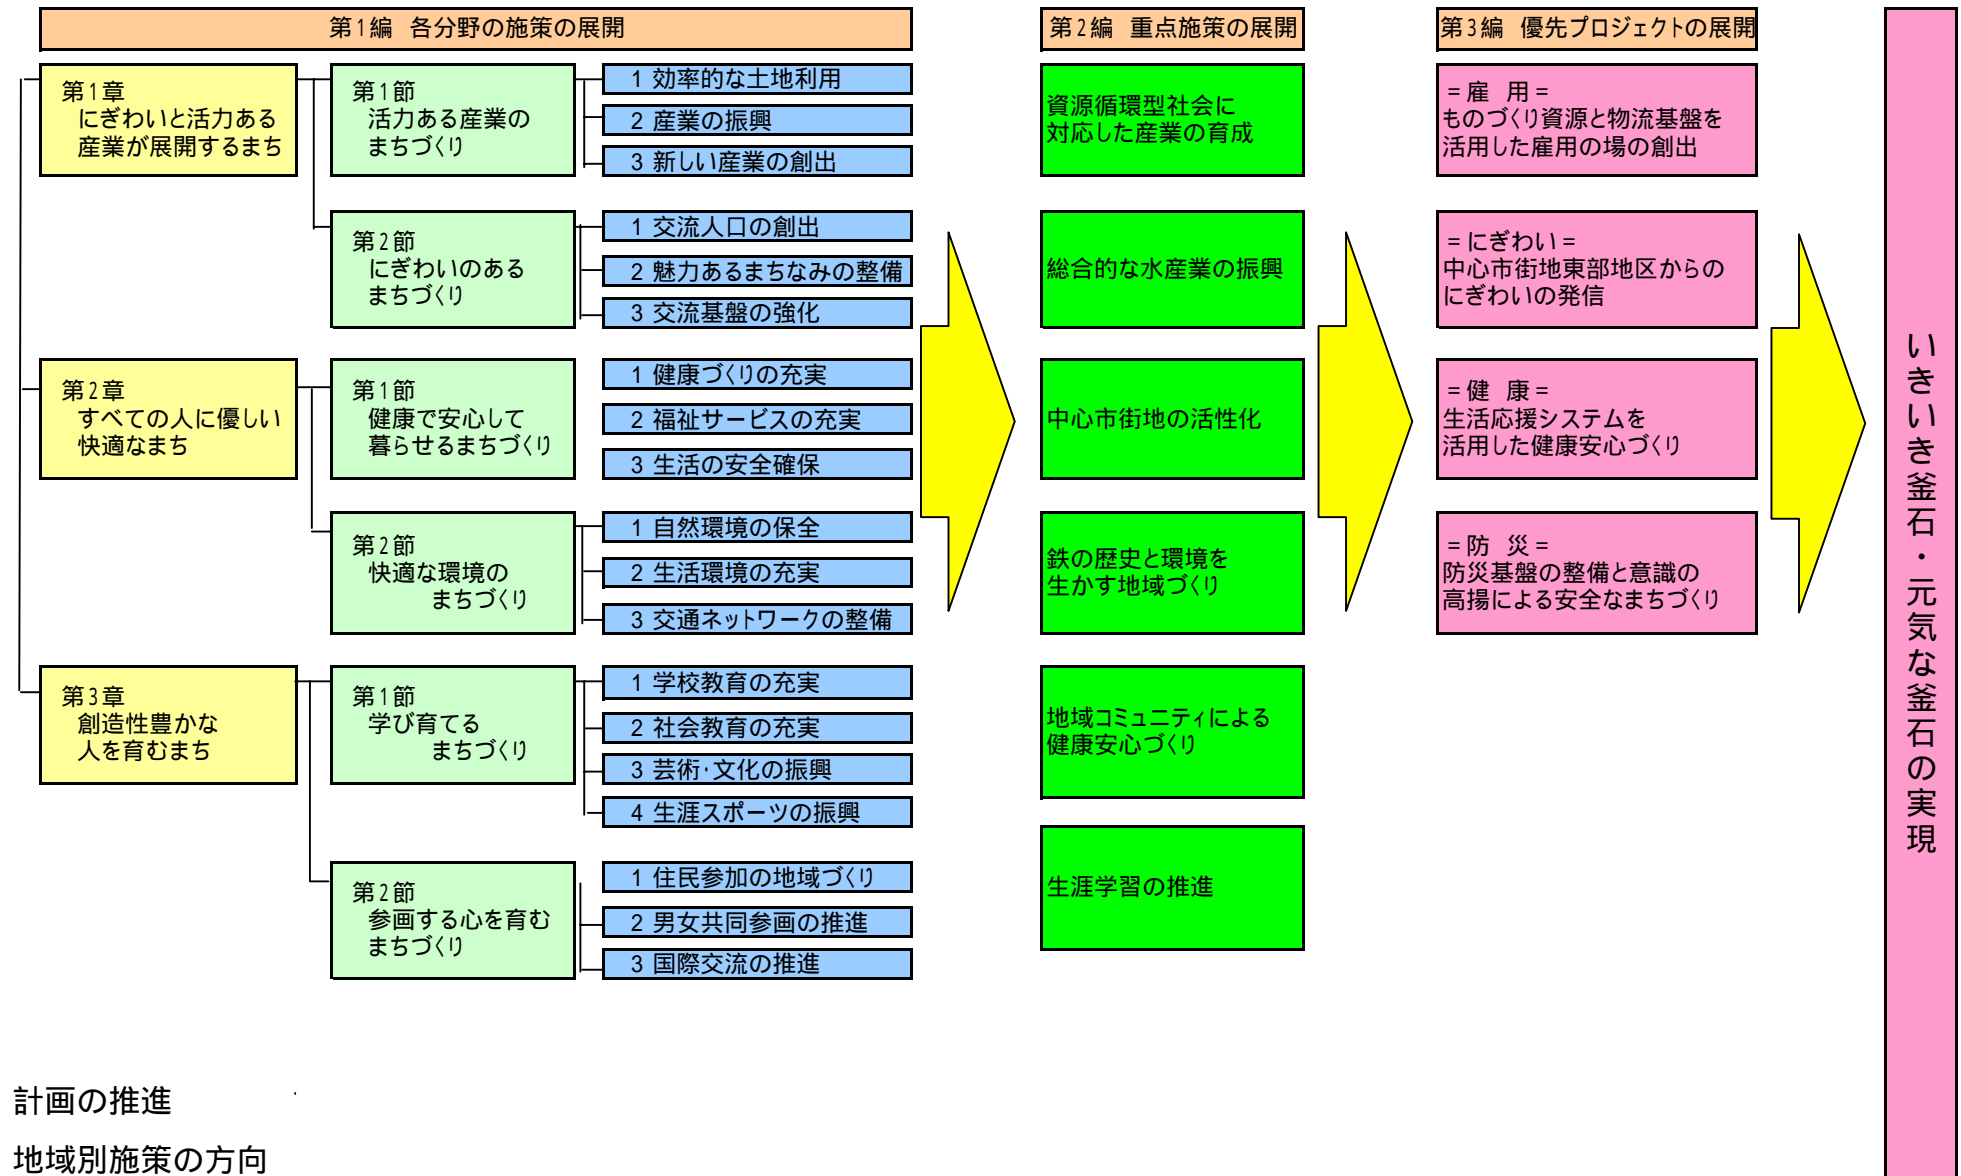 第1編 各分野の施策の展開
第1章
にぎわいと活力ある
産業が展開するまち
第1節
活力ある産業の
まちづくり
1 効率的な土地利用
2 産業の振興
3 新しい産業の創出
第2節
にぎわいのある
まちづくり
1 交流人口の創出
2 魅力あるまちなみの整備
3 交流基盤の強化
第2章
すべての人に優しい
快適なまち
第1節
健康で安心して
暮らせるまちづくり
1 健康づくりの充実
2 福祉サービスの充実
3 生活の安全確保
第2節
快適な環境の
まちづくり
1 自然環境の保全
2 生活環境の充実
3 交通ネットワークの整備
第3章
創造性豊かな
人を育むまち
第1節
学び育てる
まちづくり
1 学校教育の充実
2 社会教育の充実
3 芸術・文化の振興
4 生涯スポーツの振興
第2節
参画する心を育む
まちづくり
1 住民参加の地域づくり
2 男女共同参画の推進
3 国際交流の推進
第2編 重点施策の展開
資源循環型社会に
対応した産業の育成
総合的な水産業の振興
中心市街地の活性化
鉄の歴史と環境を
生かす地域づくり
地域コミュニティによる
健康安心づくり
生涯学習の推進
第3編 優先プロジェクトの展開
=雇 用=
ものづくり資源と物流基盤を
活用した雇用の場の創出
=にぎわい=
中心市街地東部地区からの
にぎわいの発信
=健 康=
生活応援システムを
活用した健康安心づくり
=防 災=
防災基盤の整備と意識の
高揚による安全なまちづくり
いきいき釜石・元気な釜石の実現
計画の推進
地域別施策の方向